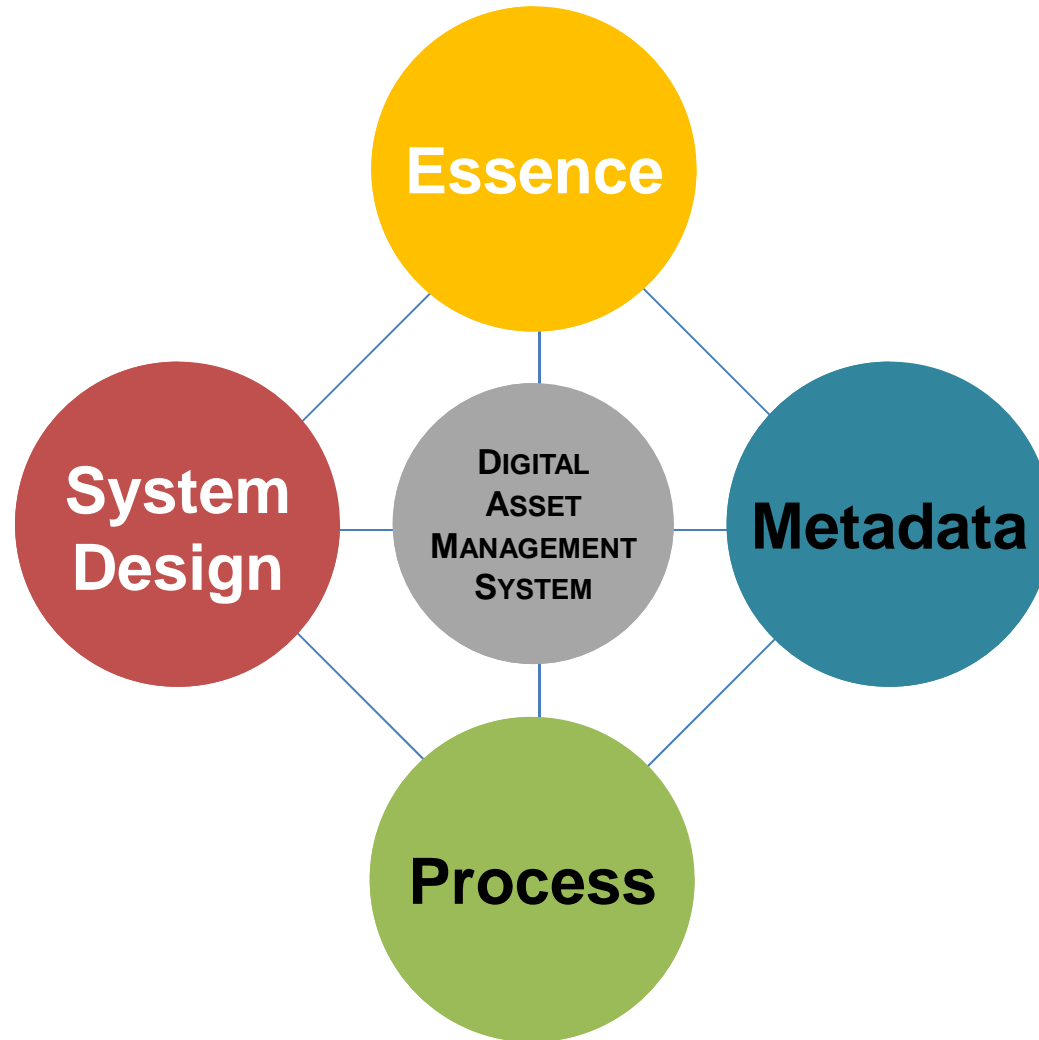 Essence
System
Design
DIGITAL
ASSET
MANAGEMENT
SYSTEM
Metadata
Process